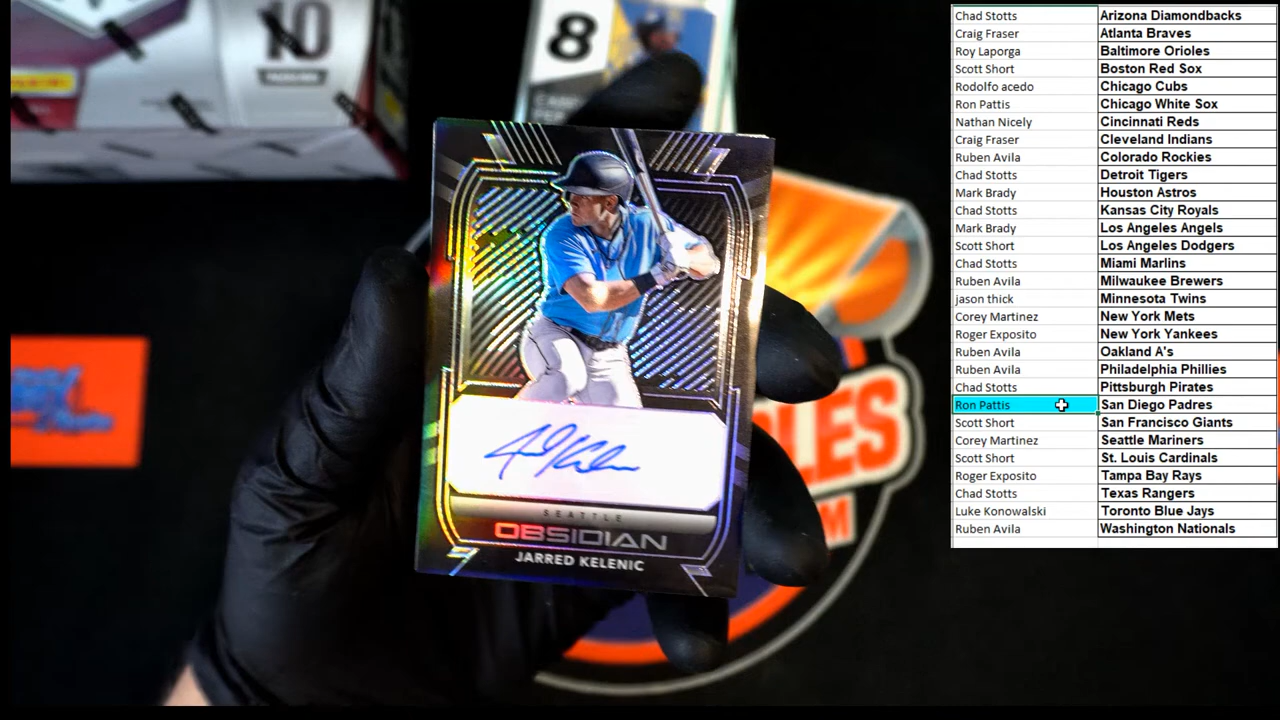 10
8
SEATTLE
OBSIDIAN
JARRED KELENIC
Chad Stotts Arizona Diamondbacks
Craig Fraser Atlanta Braves
Roy Laporga Baltimore Orioles
Scott Short Boston Red Sox
Rodolfo acedo Chicago Cubs
Ron Pattis Chicago White Sox
Nathan Nicely Cincinnati Reds
Craig Fraser Cleveland Indians
Ruben Avila Colorado Rockies
Chad Stotts Detroit Tigers
Mark Brady Houston Astros
Chad Stotts Kansas City Royals
Mark Brady Los Angeles Angels
Scott Short Los Angeles Dodgers
Chad Stotts Miami Marlins
Ruben Avila Milwaukee Brewers
jason thick Minnesota Twins
Corey Martinez New York Mets
Roger Exposito New York Yankees
Ruben Avila Oakland A's
Ruben Avila Philadelphia Phillies
Chad Stotts Pittsburgh Pirates
Ron Pattis San Diego Padres
Scott Short San Francisco Giants
Corey Martinez Seattle Mariners
Scott Short St. Louis Cardinals
Roger Exposito Tampa Bay Rays
Chad Stotts Texas Rangers
Luke Konowalski Toronto Blue Jays
Ruben Avila Washington Nationals